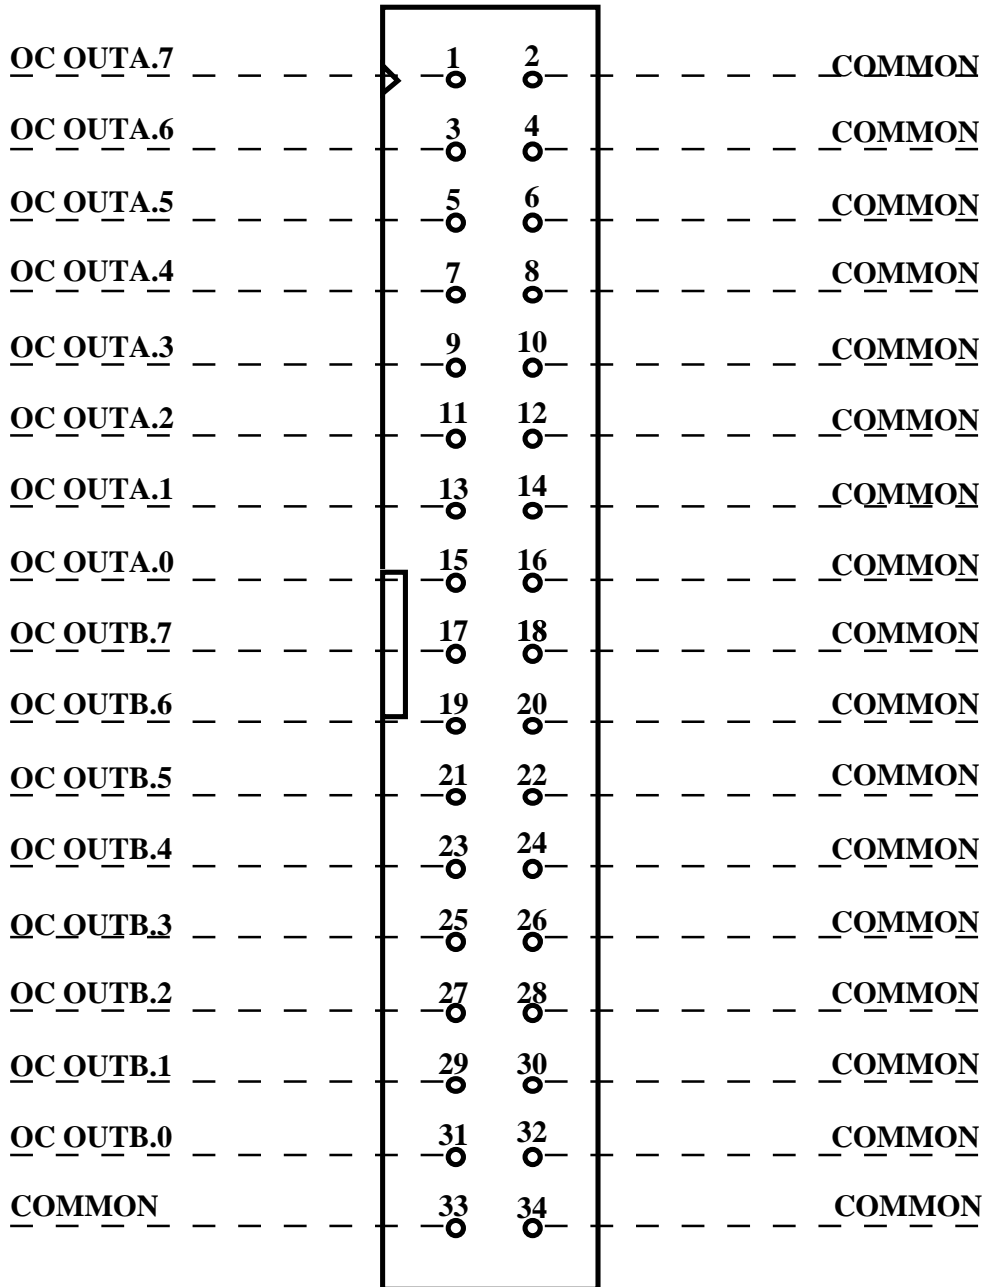 OC OUTA.7 1 2 COMMON
OC OUTA.6 3 4 COMMON
OC OUTA.5 5 6 COMMON
OC OUTA.4 7 8 COMMON
OC OUTA.3 9 10 COMMON
OC OUTA.2 11 12 COMMON
OC OUTA.1 13 14 COMMON
OC OUTA.0 15 16 COMMON
OC OUTB.7 17 18 COMMON
OC OUTB.6 19 20 COMMON
OC OUTB.5 21 22 COMMON
OC OUTB.4 23 24 COMMON
OC OUTB.3 25 26 COMMON
OC OUTB.2 27 28 COMMON
OC OUTB.1 29 30 COMMON
OC OUTB.0 31 32 COMMON
COMMON 33 34 COMMON